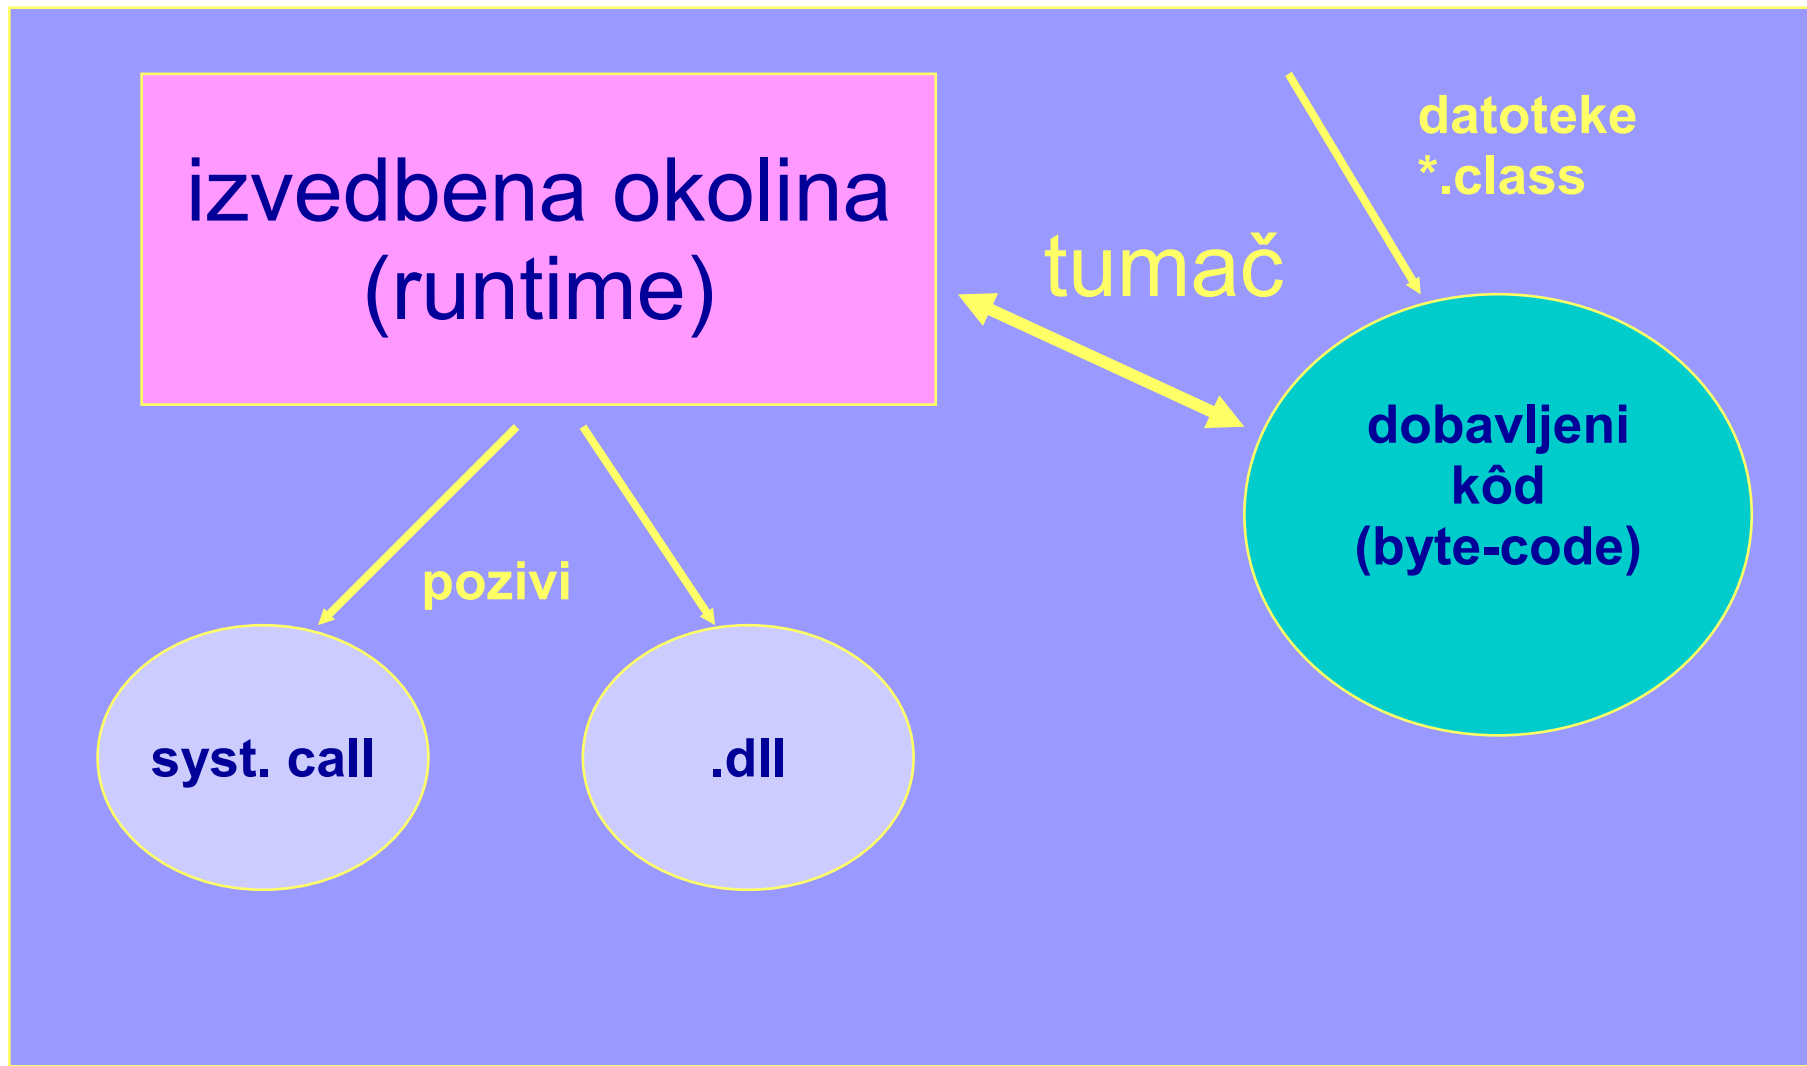 izvedbena okolina
(runtime)
datoteke
*.class
tumač
dobavljeni
kôd
(byte-code)
pozivi
syst. call
.dll